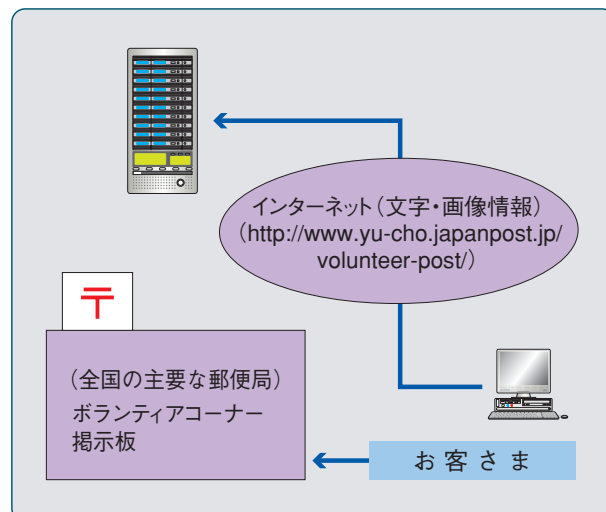 インターネット（文字・画像情報）
（http://www.yu-cho.japanpost.jp/
volunteer-post/）
〒
（全国の主要な郵便局）
ボランティアコーナー
掲示板
お客さま